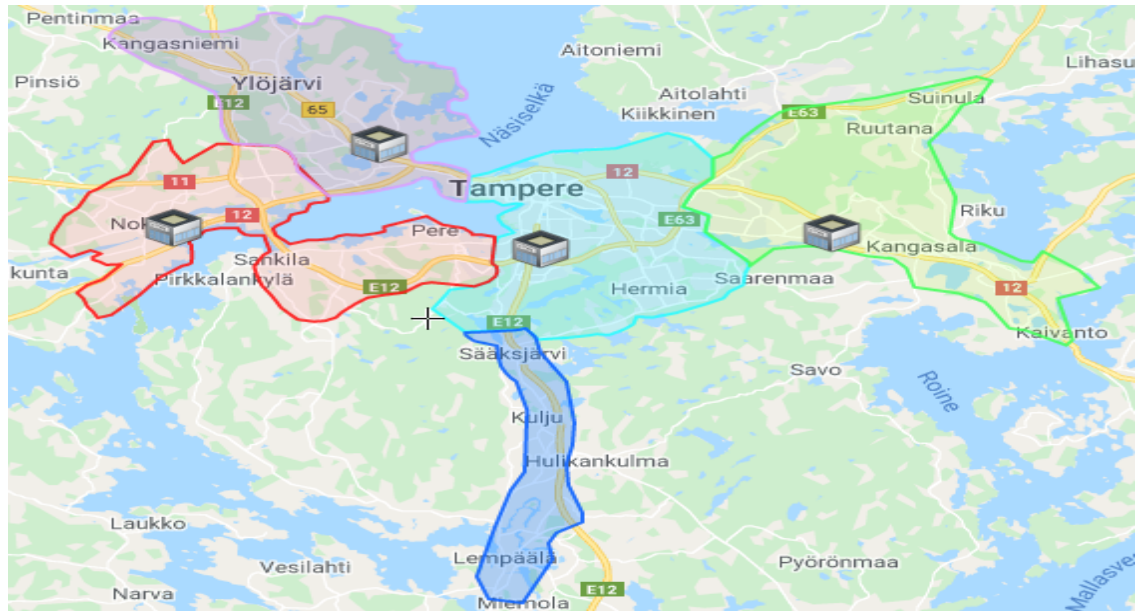 Pentinmaa
Kangasniemi
Aitoniemi
Lihasu
Pinsiö
Ylöjärvi
Näsiselkä
Aitolahti
Suinula
E12
65
Kiikkinen
E63
Ruutana
11
Tampere
12
Riku
12
E63
Pere
Kangasala
kunta
Sankila
Pirkkalankylä
E12
Hermia
Saarenmaa
12
E12
Kaivanto
Sääksjärvi
Savo
Roine
Kulju
Hulikankulma
Laukko
Lempäälä
Vesilahti
Pyörönmaa
E12
Narva
Miemola
Mallasve